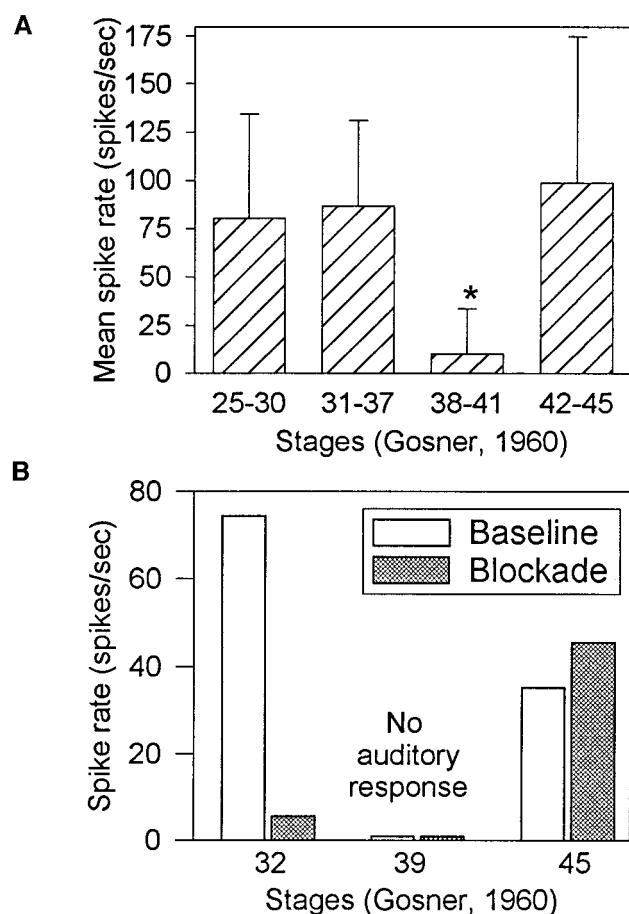 A
Mean spike rate (spikes/sec)
175
150
125
100
75
50
25
0
*
25-30 31-37 38-41 42-45
Stages (Gosner, 1960)
B
Spike rate (spikes/sec)
80
60
40
20
0
Baseline
Blockade
No
auditory
response
32 39 45
Stages (Gosner, 1960)